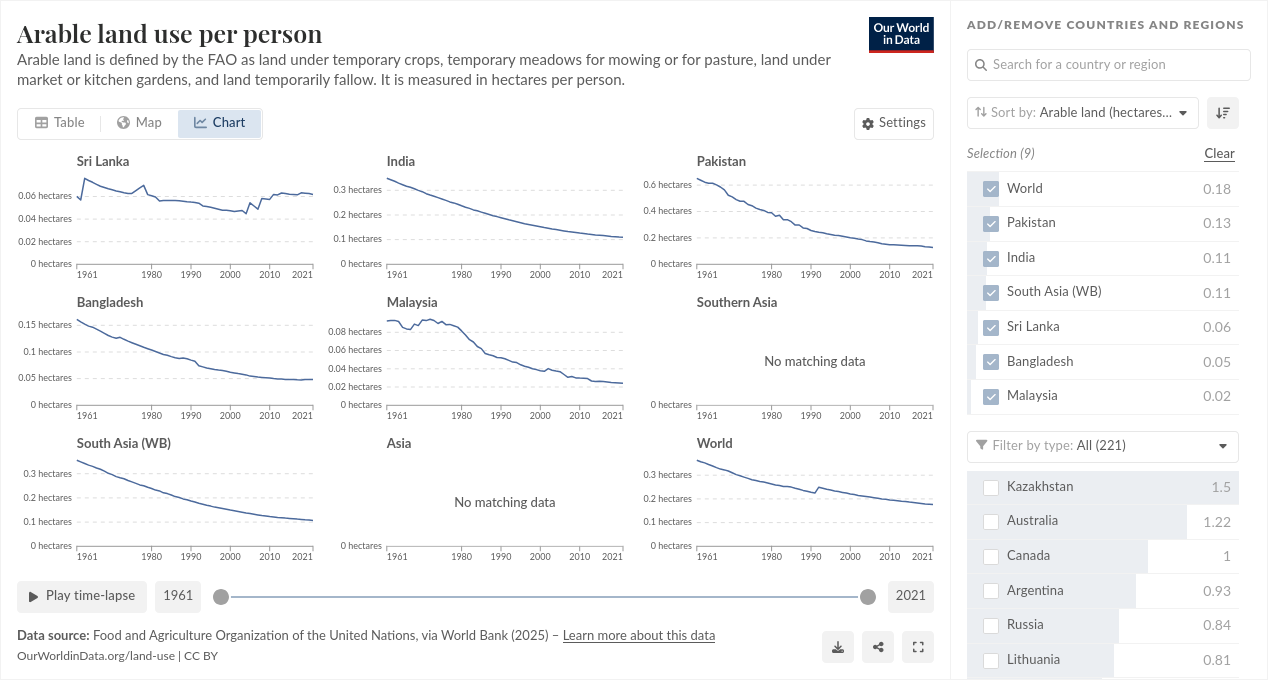 Arable land use per person
Arable land is defined by the FAO as land under temporary crops, temporary meadows for mowing or for pasture, land under
market or kitchen gardens, and land temporarily fallow. It is measured in hectares per person.
Our World
in Data
Table
Map
Chart
Settings
Sri Lanka
0.06 hectares
0.04 hectares
0.02 hectares
0 hectares
1961 1980 1990 2000 2010 2021
India
0.3 hectares
0.2 hectares
0.1 hectares
0 hectares
1961 1980 1990 2000 2010 2021
Pakistan
0.6 hectares
0.4 hectares
0.2 hectares
0 hectares
1961 1980 1990 2000 2010 2021
Bangladesh
0.15 hectares
0.1 hectares
0.05 hectares
0 hectares
1961 1980 1990 2000 2010 2021
Malaysia
0.08 hectares
0.06 hectares
0.04 hectares
0.02 hectares
0 hectares
1961 1980 1990 2000 2010 2021
Southern Asia
No matching data
0 hectares
1961 1980 1990 2000 2010 2021
South Asia (WB)
0.3 hectares
0.2 hectares
0.1 hectares
0 hectares
1961 1980 1990 2000 2010 2021
Asia
No matching data
0 hectares
1961 1980 1990 2000 2010 2021
World
0.3 hectares
0.2 hectares
0.1 hectares
0 hectares
1961 1980 1990 2000 2010 2021
Play time-lapse
1961
2021
Data source: Food and Agriculture Organization of the United Nations, via World Bank (2025) – Learn more about this data
OurWorldinData.org/land-use | CC BY
ADD/REMOVE COUNTRIES AND REGIONS
Search for a country or region
Sort by: Arable land (hectares...
Selection (9)
Clear
World 0.18
Pakistan 0.13
India 0.11
South Asia (WB) 0.11
Sri Lanka 0.06
Bangladesh 0.05
Malaysia 0.02
Filter by type: All (221)
Kazakhstan 1.5
Australia 1.22
Canada 1
Argentina 0.93
Russia 0.84
Lithuania 0.81